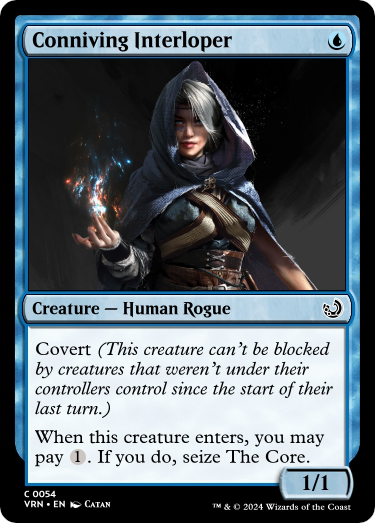 Conniving Interloper
Creature — Human Rogue
Covert (This creature can't be blocked
by creatures that weren't under their
controllers control since the start of their
last turn.)
When this creature enters, you may
pay 1. If you do, seize The Core.
1/1
C 0054
VRN • EN Catan
™ & © 2024 Wizards of the Coast